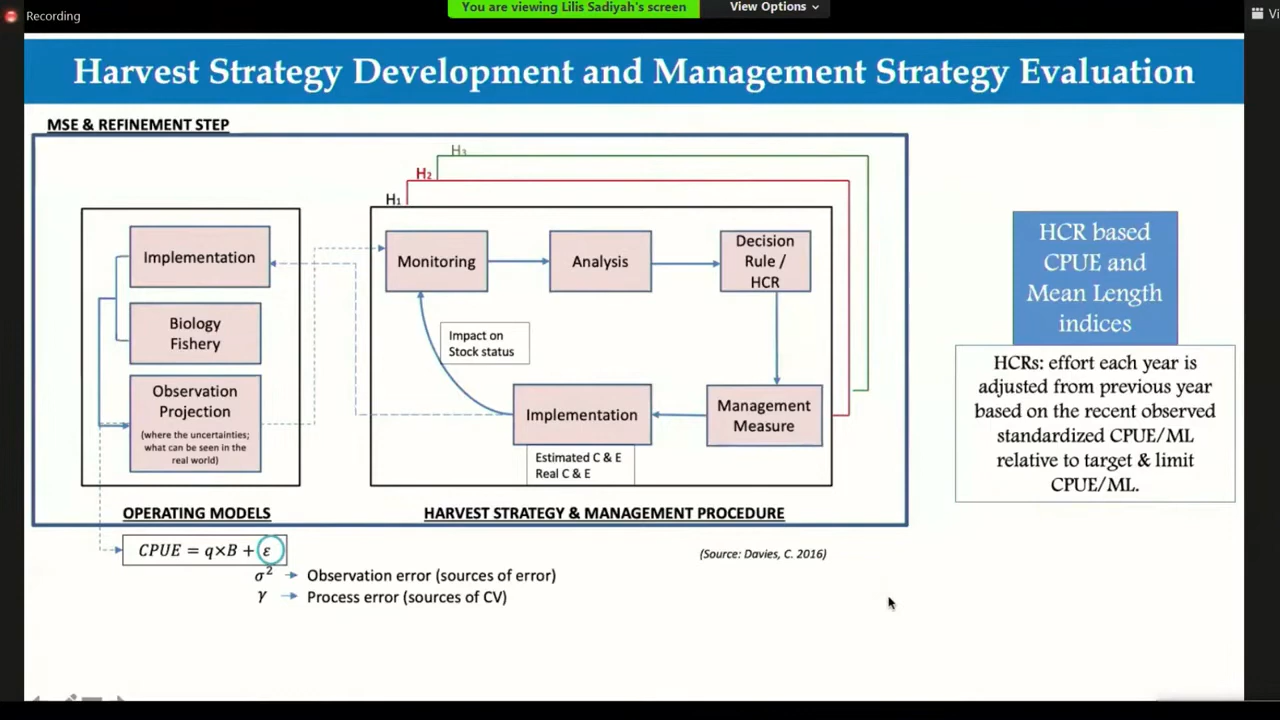 Recording
You are viewing Lilis Sadiyah's screen
View Options
Vi
Harvest Strategy Development and Management Strategy Evaluation
MSE & REFINEMENT STEP
Implementation
Biology
Fishery
Observation
Projection
(where the uncertainties;
what can be seen in the
real world)
OPERATING MODELS
H₁
H₂
H₃
Monitoring
Analysis
Decision
Rule /
HCR
Impact on
Stock status
Implementation
Management
Measure
Estimated C & E
Real C & E
HARVEST STRATEGY & MANAGEMENT PROCEDURE
HCR based
CPUE and
Mean Length
indices
HCRs: effort each year is
adjusted from previous year
based on the recent observed
standardized CPUE/ML
relative to target & limit
CPUE/ML.
CPUE = q×B + ε
(Source: Davies, C. 2016)
σ² → Observation error (sources of error)
γ → Process error (sources of CV)